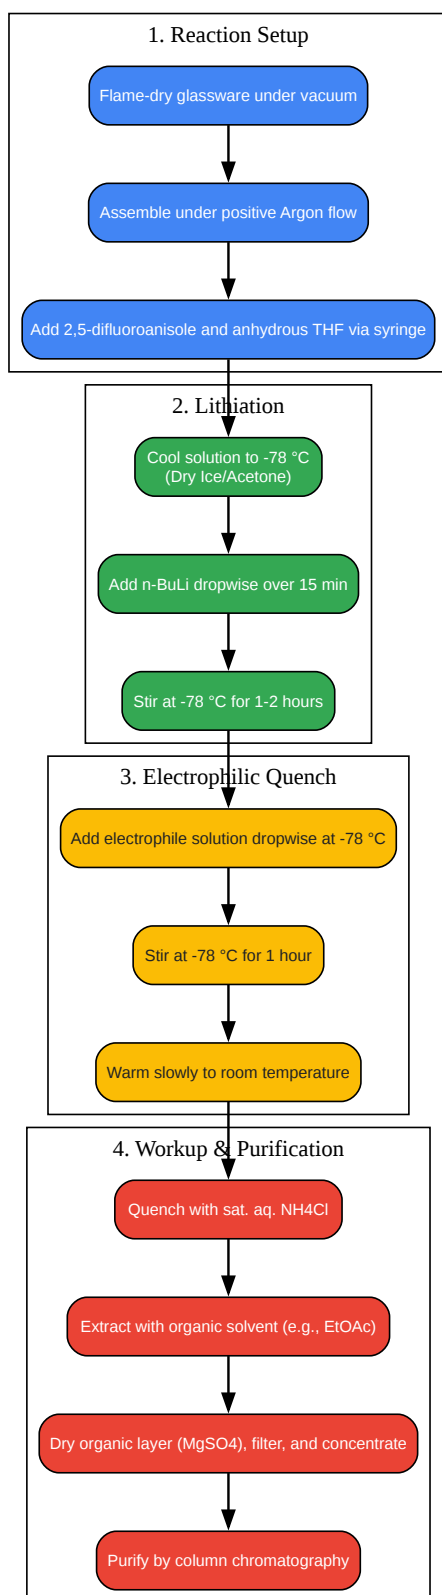 1. Reaction Setup
Flame-dry glassware under vacuum
Assemble under positive Argon flow
Add 2,5-difluoroanisole and anhydrous THF via syringe
2. Lithiation
Cool solution to -78 °C
(Dry Ice/Acetone)
Add n-BuLi dropwise over 15 min
Stir at -78 °C for 1-2 hours
3. Electrophilic Quench
Add electrophile solution dropwise at -78 °C
Stir at -78 °C for 1 hour
Warm slowly to room temperature
4. Workup & Purification
Quench with sat. aq. NH4Cl
Extract with organic solvent (e.g., EtOAc)
Dry organic layer (MgSO4), filter, and concentrate
Purify by column chromatography